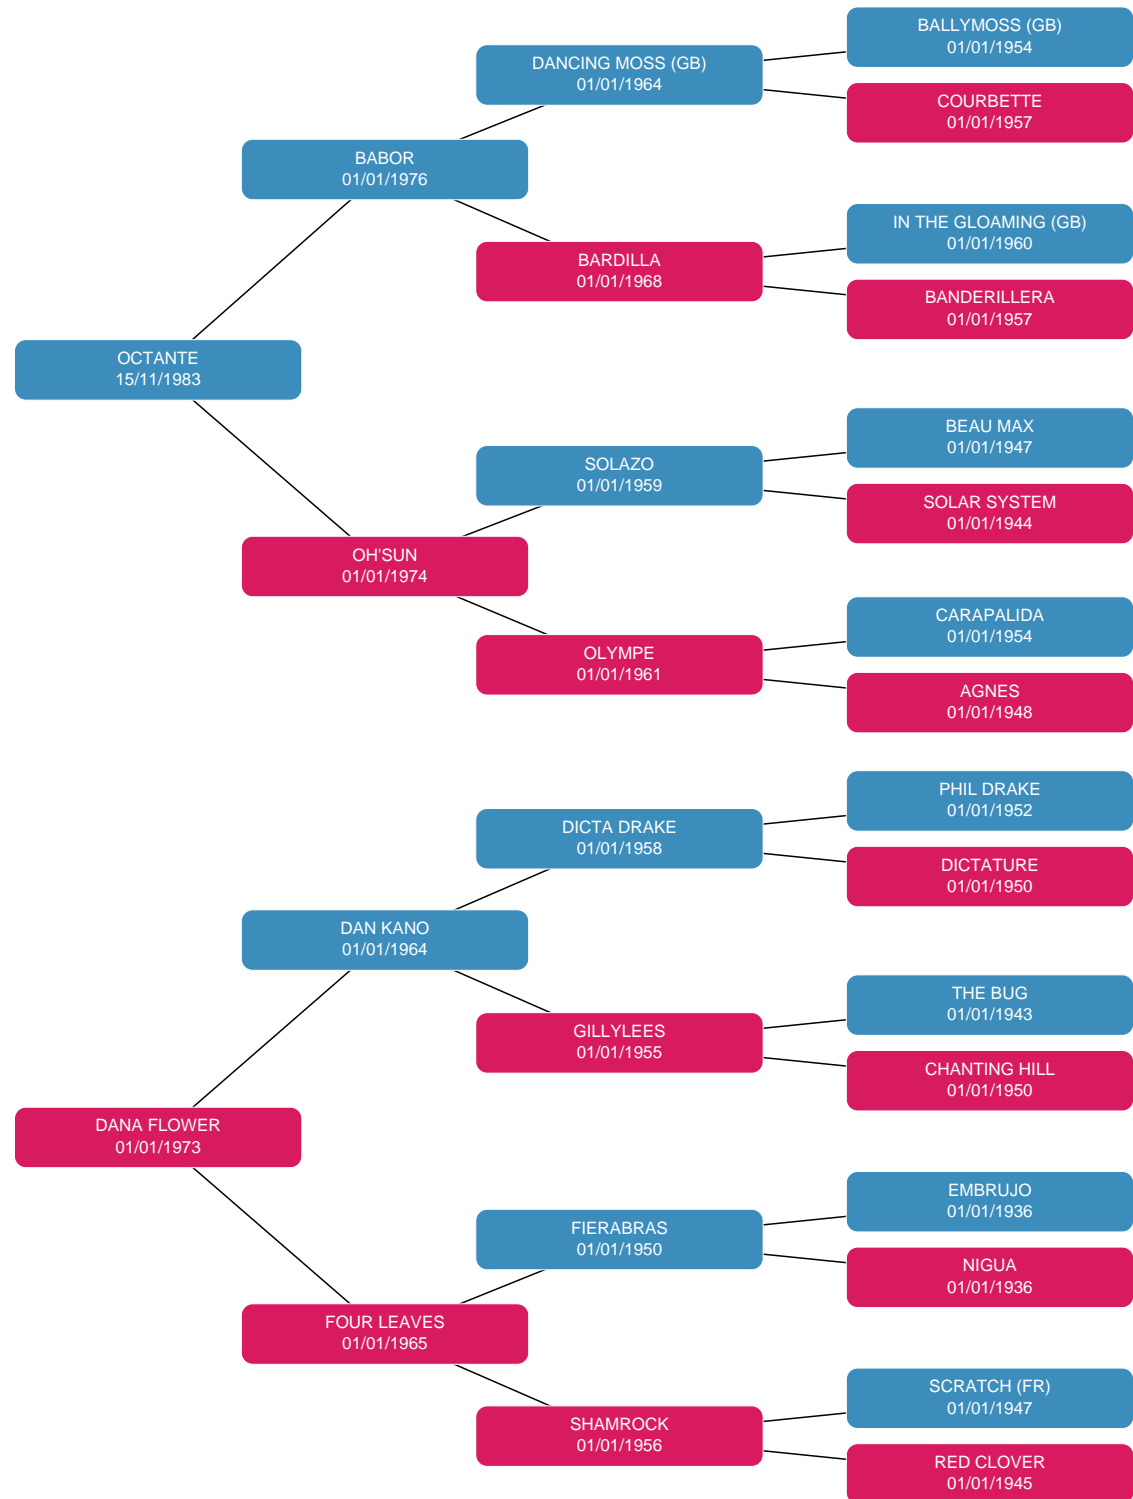 BALLYMOSS (GB)
01/01/1954
DANCING MOSS (GB)
01/01/1964
COURBETTE
01/01/1957
BABOR
01/01/1976
IN THE GLOAMING (GB)
01/01/1960
BARDILLA
01/01/1968
BANDERILLERA
01/01/1957
OCTANTE
15/11/1983
BEAU MAX
01/01/1947
SOLAZO
01/01/1959
SOLAR SYSTEM
01/01/1944
OH'SUN
01/01/1974
CARAPALIDA
01/01/1954
OLYMPE
01/01/1961
AGNES
01/01/1948
PHIL DRAKE
01/01/1952
DICTA DRAKE
01/01/1958
DICTATURE
01/01/1950
DAN KANO
01/01/1964
THE BUG
01/01/1943
GILLYLEES
01/01/1955
CHANTING HILL
01/01/1950
DANA FLOWER
01/01/1973
EMBRUJO
01/01/1936
FIERABRAS
01/01/1950
NIGUA
01/01/1936
FOUR LEAVES
01/01/1965
SCRATCH (FR)
01/01/1947
SHAMROCK
01/01/1956
RED CLOVER
01/01/1945